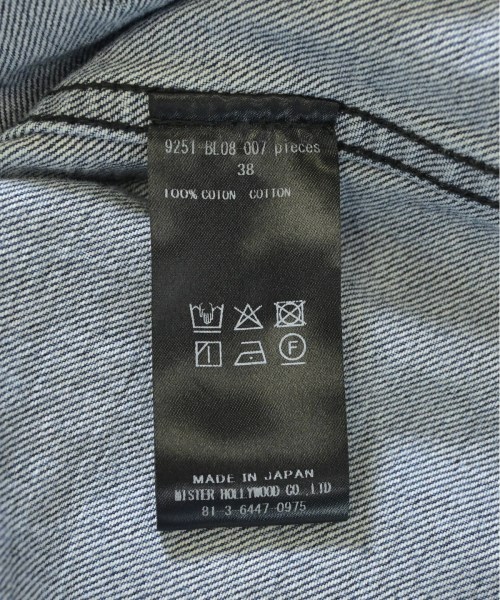 9251-BL08 007 pieces
38
100% COTON COTTON
F
MADE IN JAPAN
MISTER HOLLYWOOD CO.,LTD
81-3-6447-0975